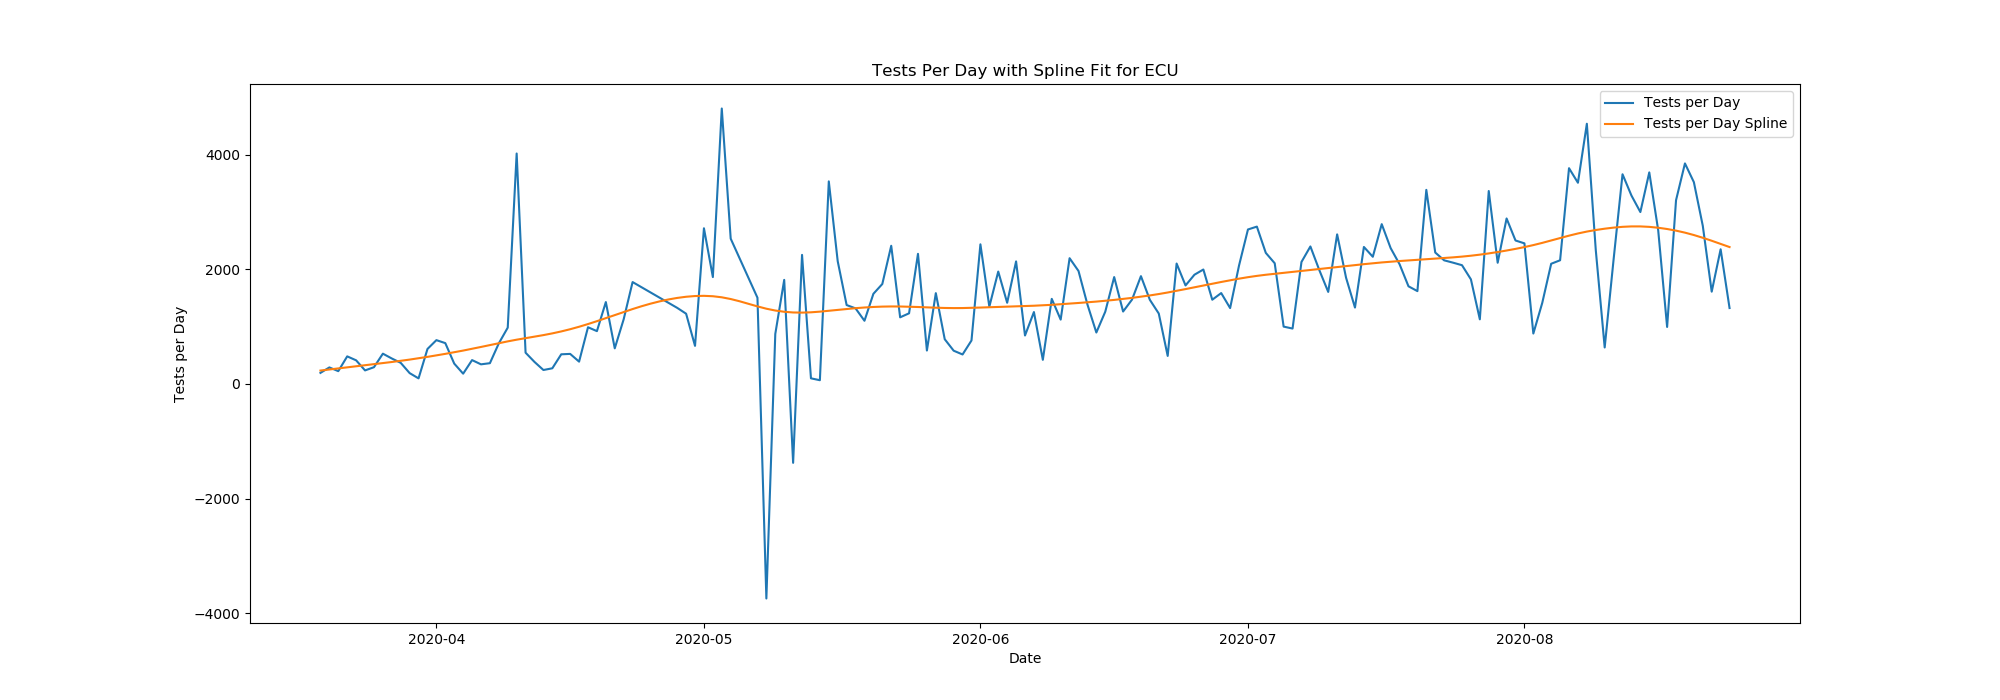 Tests Per Day with Spline Fit for ECU
Tests per Day
Tests per Day Spline
4000
2000
0
−2000
−4000
Tests per Day
2020-04
2020-05
2020-06
2020-07
2020-08
Date